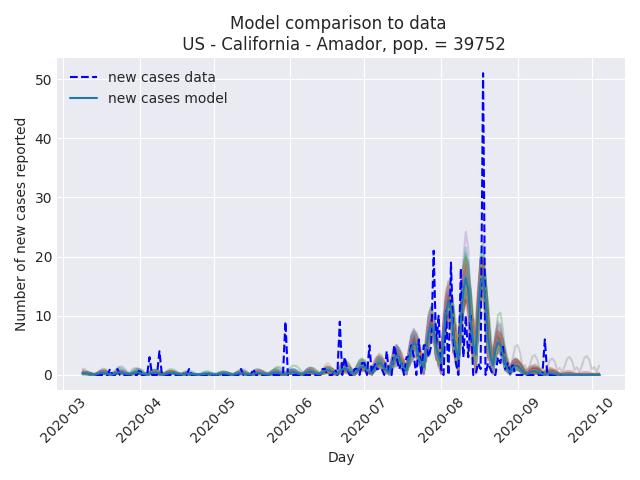 Model comparison to data
US - California - Amador, pop. = 39752
new cases data
new cases model
Number of new cases reported
50
40
30
20
10
0
2020-03
2020-04
2020-05
2020-06
2020-07
2020-08
2020-09
2020-10
Day